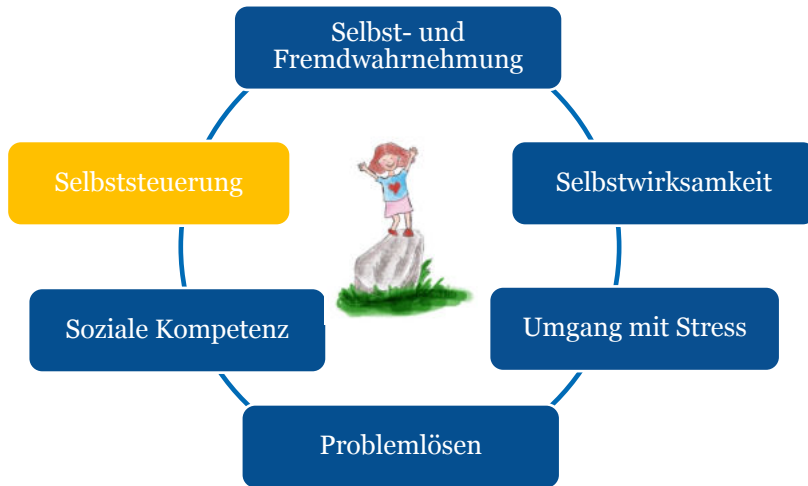 Selbst- und
Fremdwahrnehmung
Selbststeuerung
Selbstwirksamkeit
Soziale Kompetenz
Umgang mit Stress
Problemlösen